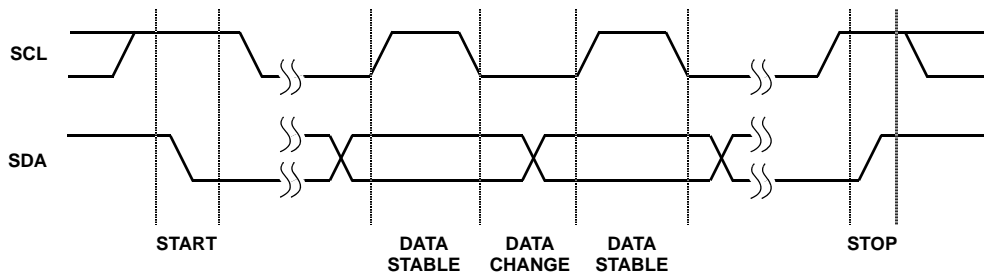 SCL
SDA
START
DATA
STABLE
DATA
CHANGE
DATA
STABLE
STOP